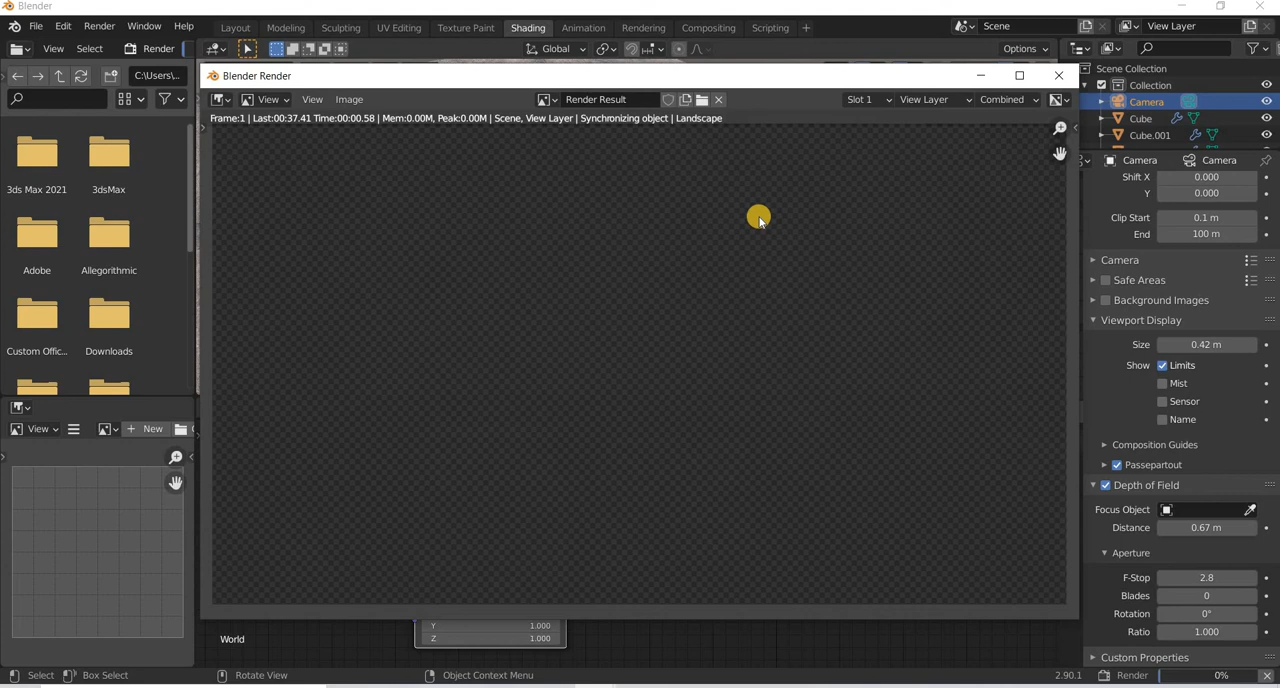 Blender
File Edit Render Window Help
Layout Modeling Sculpting UV Editing Texture Paint Shading Animation Rendering Compositing Scripting +
Scene
View Layer
View Select Render
Global
Options
C:\Users\..
Blender Render
View View Image
Render Result
Slot 1 View Layer Combined
Frame:1 | Last:00:37.41 Time:00:00.58 | Mem:0.00M, Peak:0.00M | Scene, View Layer | Synchronizing object | Landscape
3ds Max 2021
3dsMax
Adobe
Allegorithmic
Custom Offic...
Downloads
View
+ New
World
Y 1.000
Z 1.000
Scene Collection
Collection
Camera
Cube
Cube.001
Camera Camera
Shift X 0.000
Y 0.000
Clip Start 0.1 m
End 100 m
Camera
Safe Areas
Background Images
Viewport Display
Size 0.42 m
Show Limits
Mist
Sensor
Name
Composition Guides
Passepartout
Depth of Field
Focus Object
Distance 0.67 m
Aperture
F-Stop 2.8
Blades 0
Rotation 0°
Ratio 1.000
Custom Properties
Select Box Select Rotate View Object Context Menu
2.90.1 Render 0%